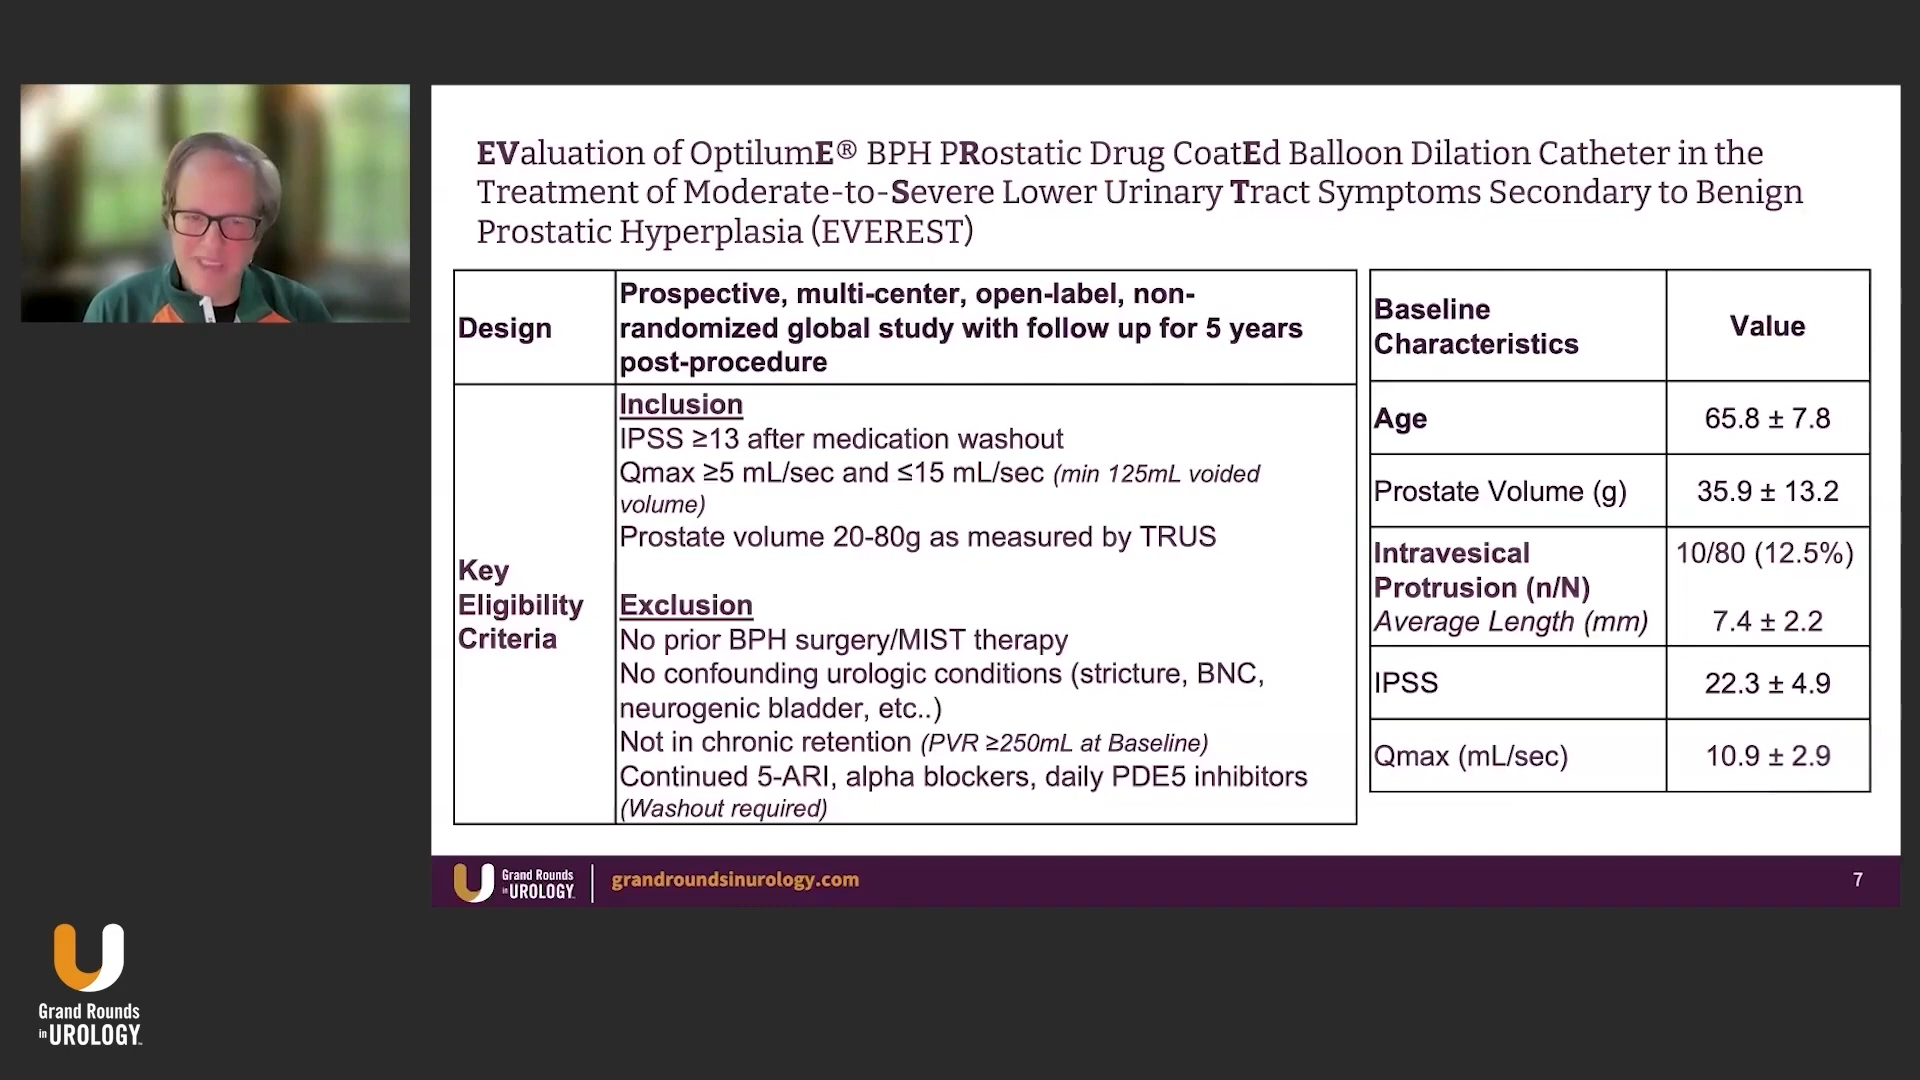 EValuation of OptilumE® BPH PRostatic Drug CoatEd Balloon Dilation Catheter in the
Treatment of Moderate-to-Severe Lower Urinary Tract Symptoms Secondary to Benign
Prostatic Hyperplasia (EVEREST)
Design
Prospective, multi-center, open-label, non-
randomized global study with follow up for 5 years
post-procedure
Key
Eligibility
Criteria
Inclusion
IPSS ≥13 after medication washout
Qmax ≥5 mL/sec and ≤15 mL/sec (min 125mL voided
volume)
Prostate volume 20-80g as measured by TRUS
Exclusion
No prior BPH surgery/MIST therapy
No confounding urologic conditions (stricture, BNC,
neurogenic bladder, etc..)
Not in chronic retention (PVR ≥250mL at Baseline)
Continued 5-ARI, alpha blockers, daily PDE5 inhibitors
(Washout required)
Baseline
Characteristics
Value
Age
65.8 ± 7.8
Prostate Volume (g)
35.9 ± 13.2
Intravesical
Protrusion (n/N)
Average Length (mm)
10/80 (12.5%)
7.4 ± 2.2
IPSS
22.3 ± 4.9
Qmax (mL/sec)
10.9 ± 2.9
Grand Rounds
in UROLOGY™
grandroundsinurology.com
7
Grand Rounds
in UROLOGY™